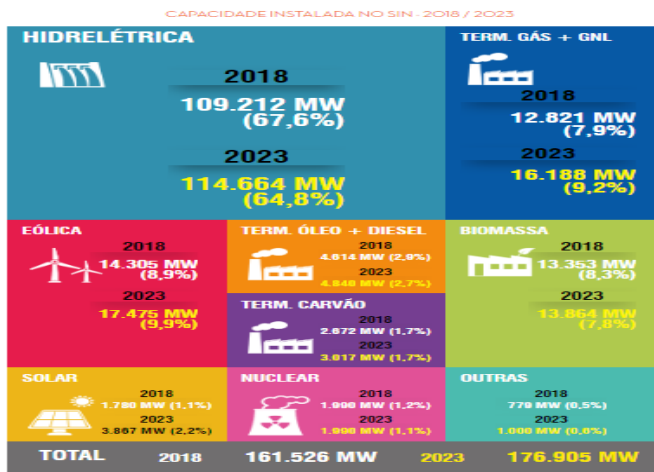 CAPACIDADE INSTALADA NO SIN - 2018 / 2023
HIDRELÉTRICA
2018
109.212 MW
(67,6%)
2023
114.664 MW
(64,8%)
TERM. GÁS + GNL
2018
12.821 MW
(7,9%)
2023
16.188 MW
(9,2%)
EÓLICA
2018
14.305 MW
(8,9%)
2023
17.475 MW
(9,9%)
TERM. ÓLEO + DIESEL
2018
4.614 MW (2,9%)
2023
4.840 MW (2,7%)
TERM. CARVÃO
2018
2.672 MW (1,7%)
2023
3.017 MW (1,7%)
BIOMASSA
2018
13.353 MW
(8,3%)
2023
13.864 MW
(7,8%)
SOLAR
2018
1.780 MW (1,1%)
2023
3.867 MW (2,2%)
NUCLEAR
2018
1.990 MW (1,2%)
2023
1.990 MW (1,1%)
OUTRAS
2018
779 MW (0,5%)
2023
1.000 MW (0,6%)
TOTAL 2018 161.526 MW 2023 176.905 MW